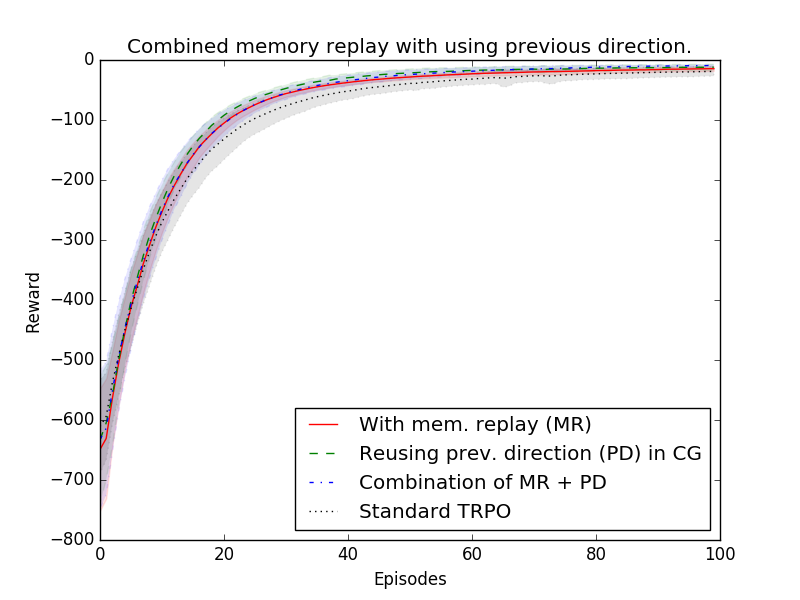 Combined memory replay with using previous direction.
0
−100
−200
−300
−400
−500
−600
−700
−800
Reward
With mem. replay (MR)
Reusing prev. direction (PD) in CG
Combination of MR + PD
Standard TRPO
0 20 40 60 80 100
Episodes